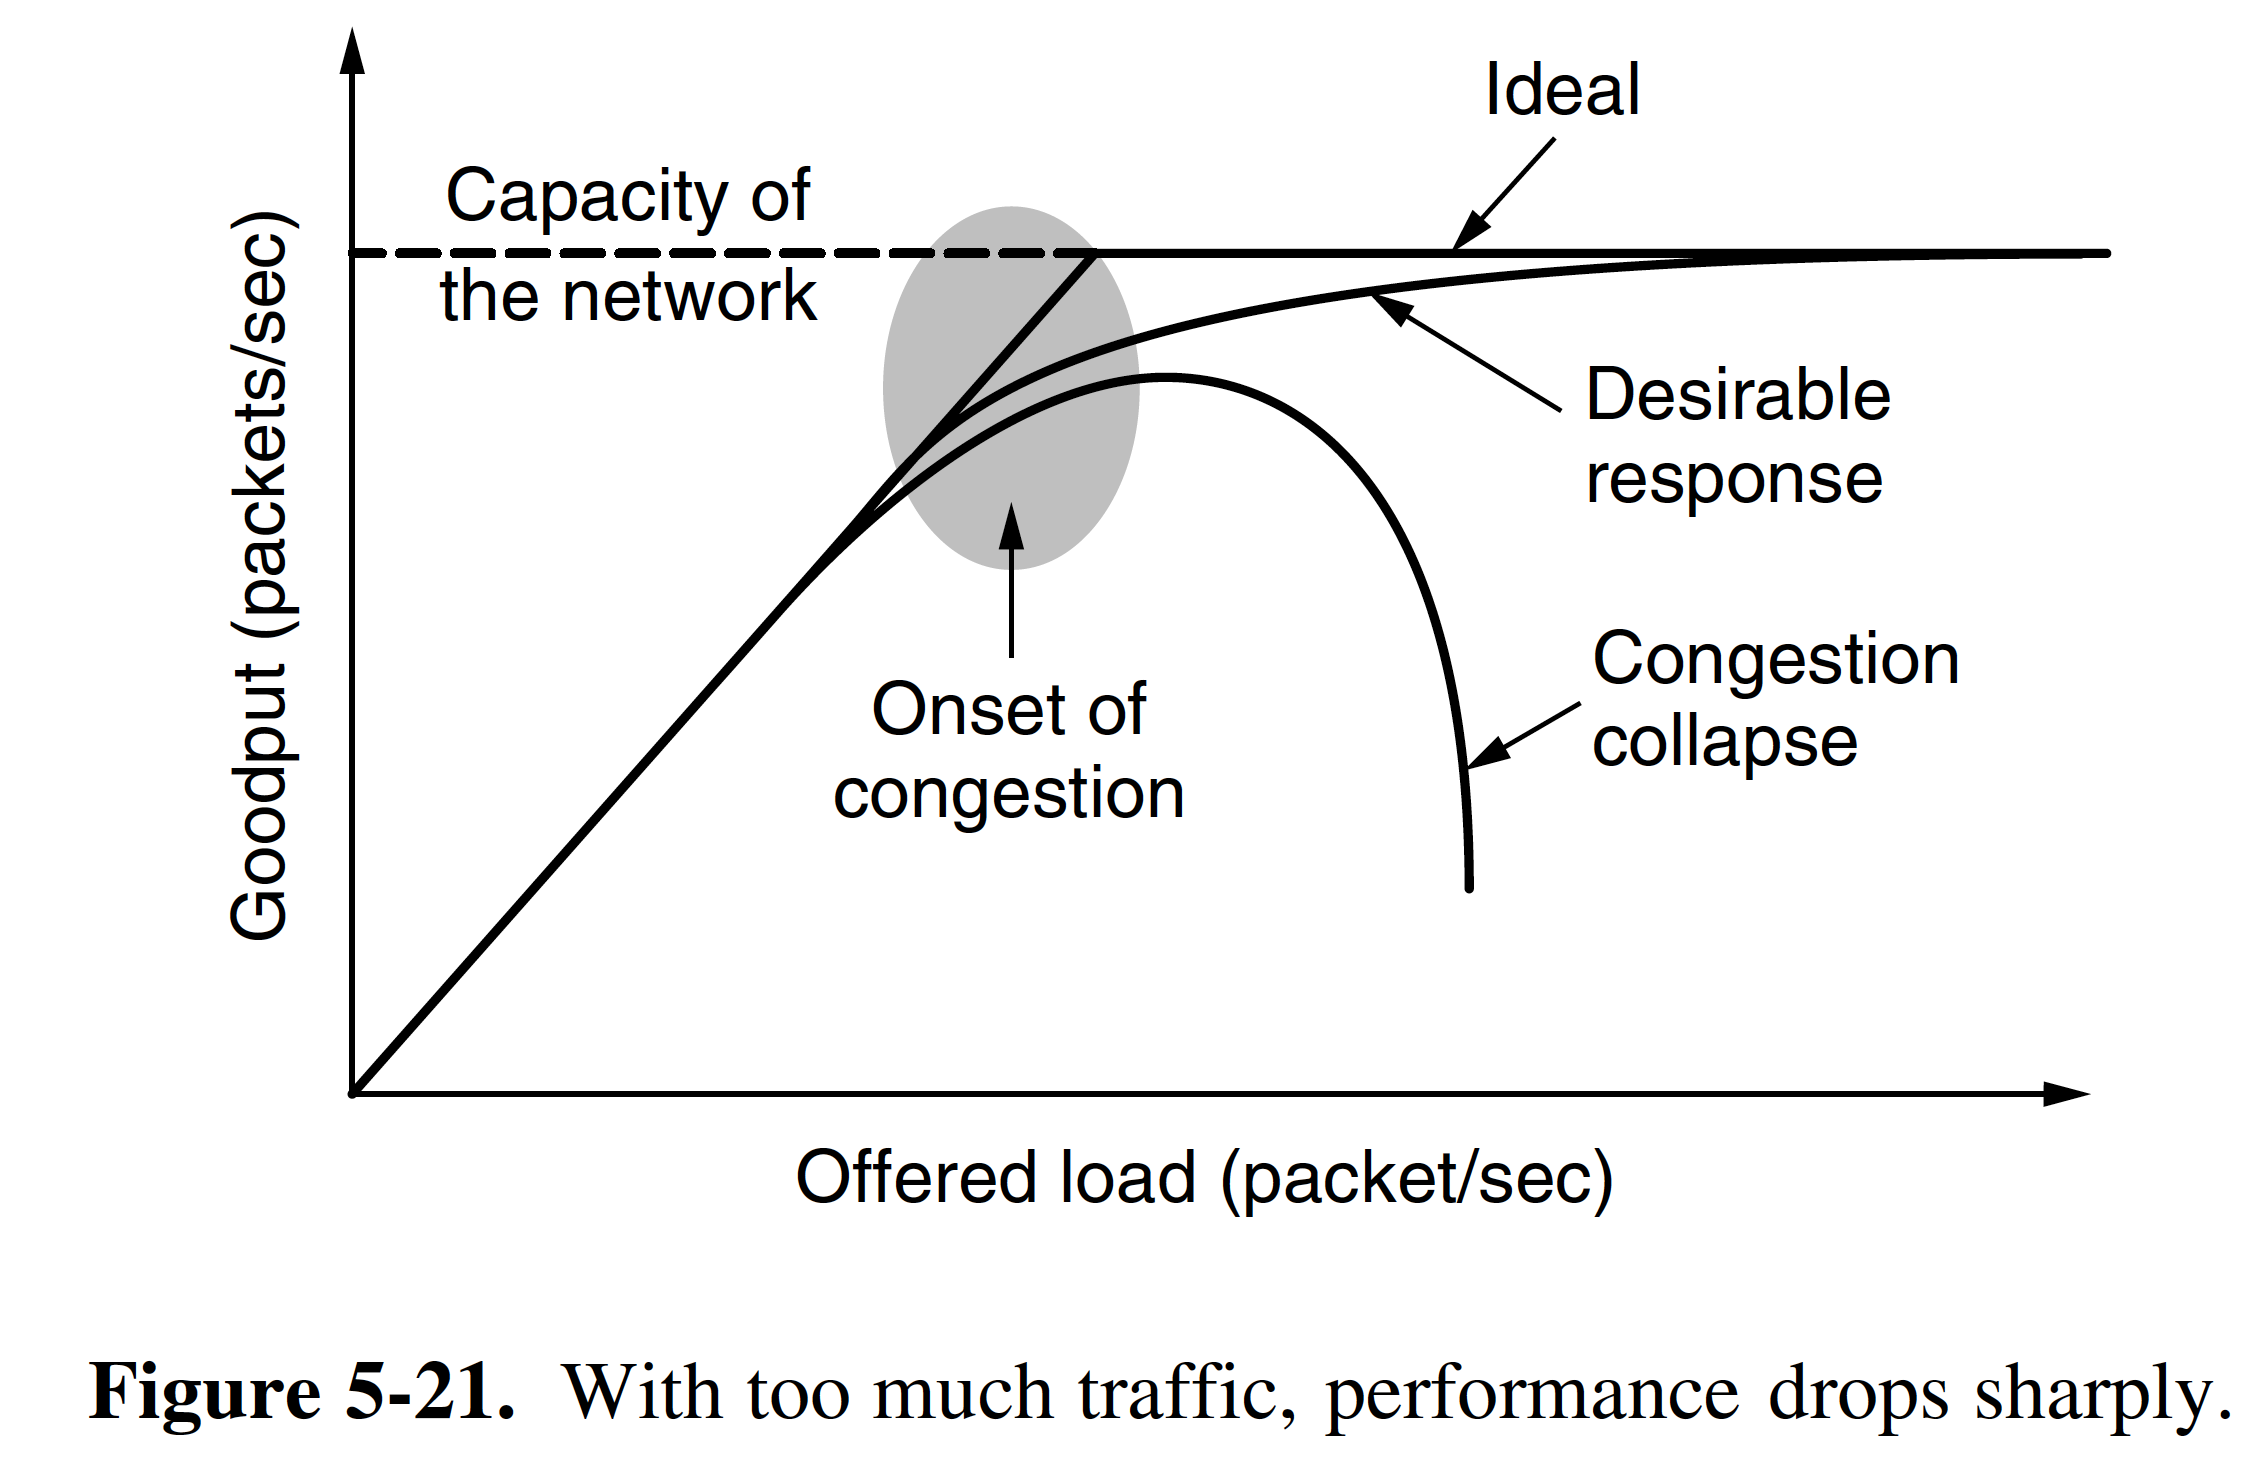 Ideal
Capacity of
the network
Desirable
response
Congestion
collapse
Onset of
congestion
Goodput (packets/sec)
Offered load (packet/sec)
Figure 5-21. With too much traffic, performance drops sharply.